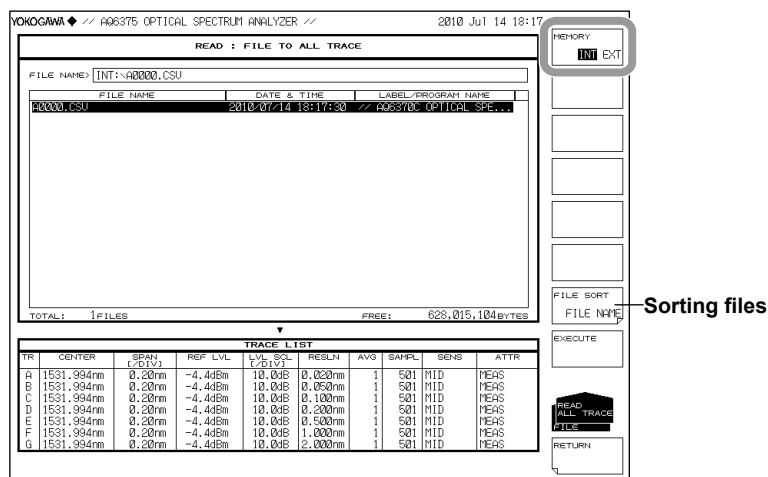 YOKOGAWA ◆ // AQ6375 OPTICAL SPECTRUM ANALYZER // 2010 Jul 14 18:17
READ : FILE TO ALL TRACE
FILE NAME> INT:\A0000.CSV
FILE NAME DATE & TIME LABEL/PROGRAM NAME
A0000.CSV 2010/07/14 18:17:30 // AQ6370C OPTICAL SPE...
TOTAL: 1FILES FREE: 628,015,104BYTES
▼
TRACE LIST
TR CENTER SPAN [/DIV] REF LVL LVL SCL [/DIV] RESLN AVG SAMPL SENS ATTR
A 1531.994nm 0.20nm -4.4dBm 10.0dB 0.020nm 1 501 MID MEAS
B 1531.994nm 0.20nm -4.4dBm 10.0dB 0.050nm 1 501 MID MEAS
C 1531.994nm 0.20nm -4.4dBm 10.0dB 0.100nm 1 501 MID MEAS
D 1531.994nm 0.20nm -4.4dBm 10.0dB 0.200nm 1 501 MID MEAS
E 1531.994nm 0.20nm -4.4dBm 10.0dB 0.500nm 1 501 MID MEAS
F 1531.994nm 0.20nm -4.4dBm 10.0dB 1.000nm 1 501 MID MEAS
G 1531.994nm 0.20nm -4.4dBm 10.0dB 2.000nm 1 501 MID MEAS
MEMORY
INT EXT
FILE SORT
FILE NAME
Sorting files
EXECUTE
READ
ALL TRACE
FILE
RETURN